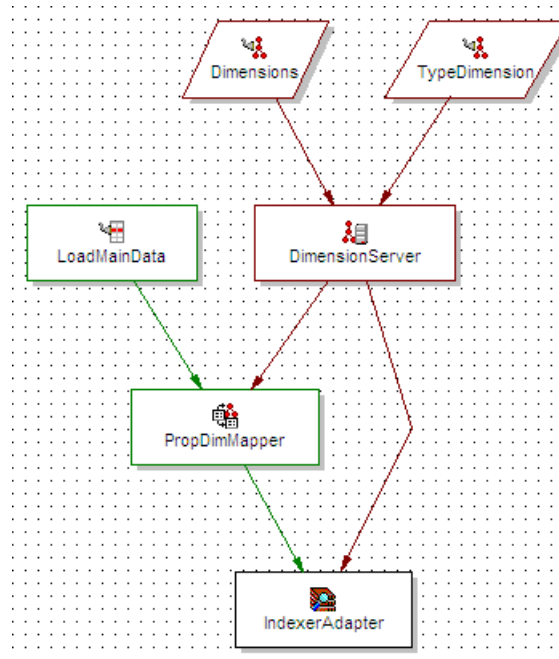 Dimensions
TypeDimension
LoadMainData
DimensionServer
PropDimMapper
IndexerAdapter